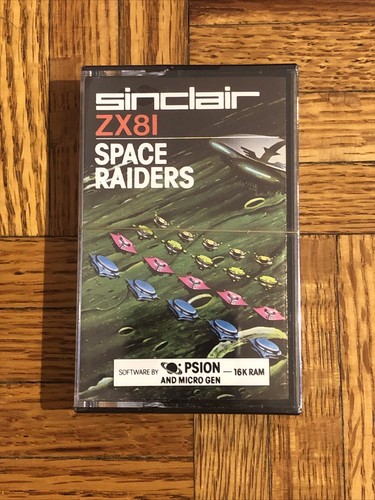 sinclair
ZX81
SPACE
RAIDERS
SOFTWARE BY PSION — 16K RAM
AND MICRO GEN